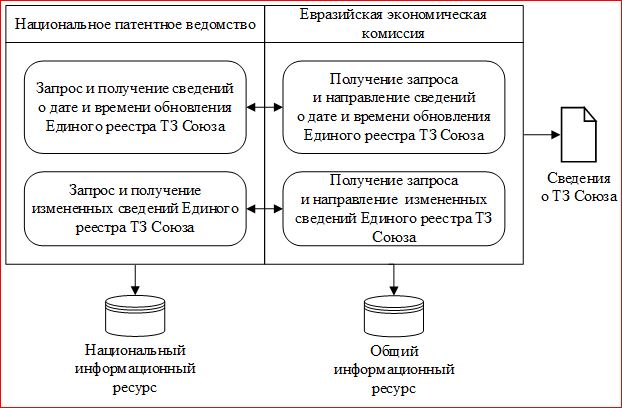 Национальное патентное ведомство
Евразийская экономическая
комиссия
Запрос и получение сведений
о дате и времени обновления
Единого реестра ТЗ Союза
Получение запроса
и направление сведений
о дате и времени обновления
Единого реестра ТЗ Союза
Запрос и получение
измененных сведений Единого
реестра ТЗ Союза
Получение запроса
и направление измененных
сведений Единого реестра ТЗ
Союза
Сведения
о ТЗ Союза
Национальный
информационный
ресурс
Общий
информационный
ресурс